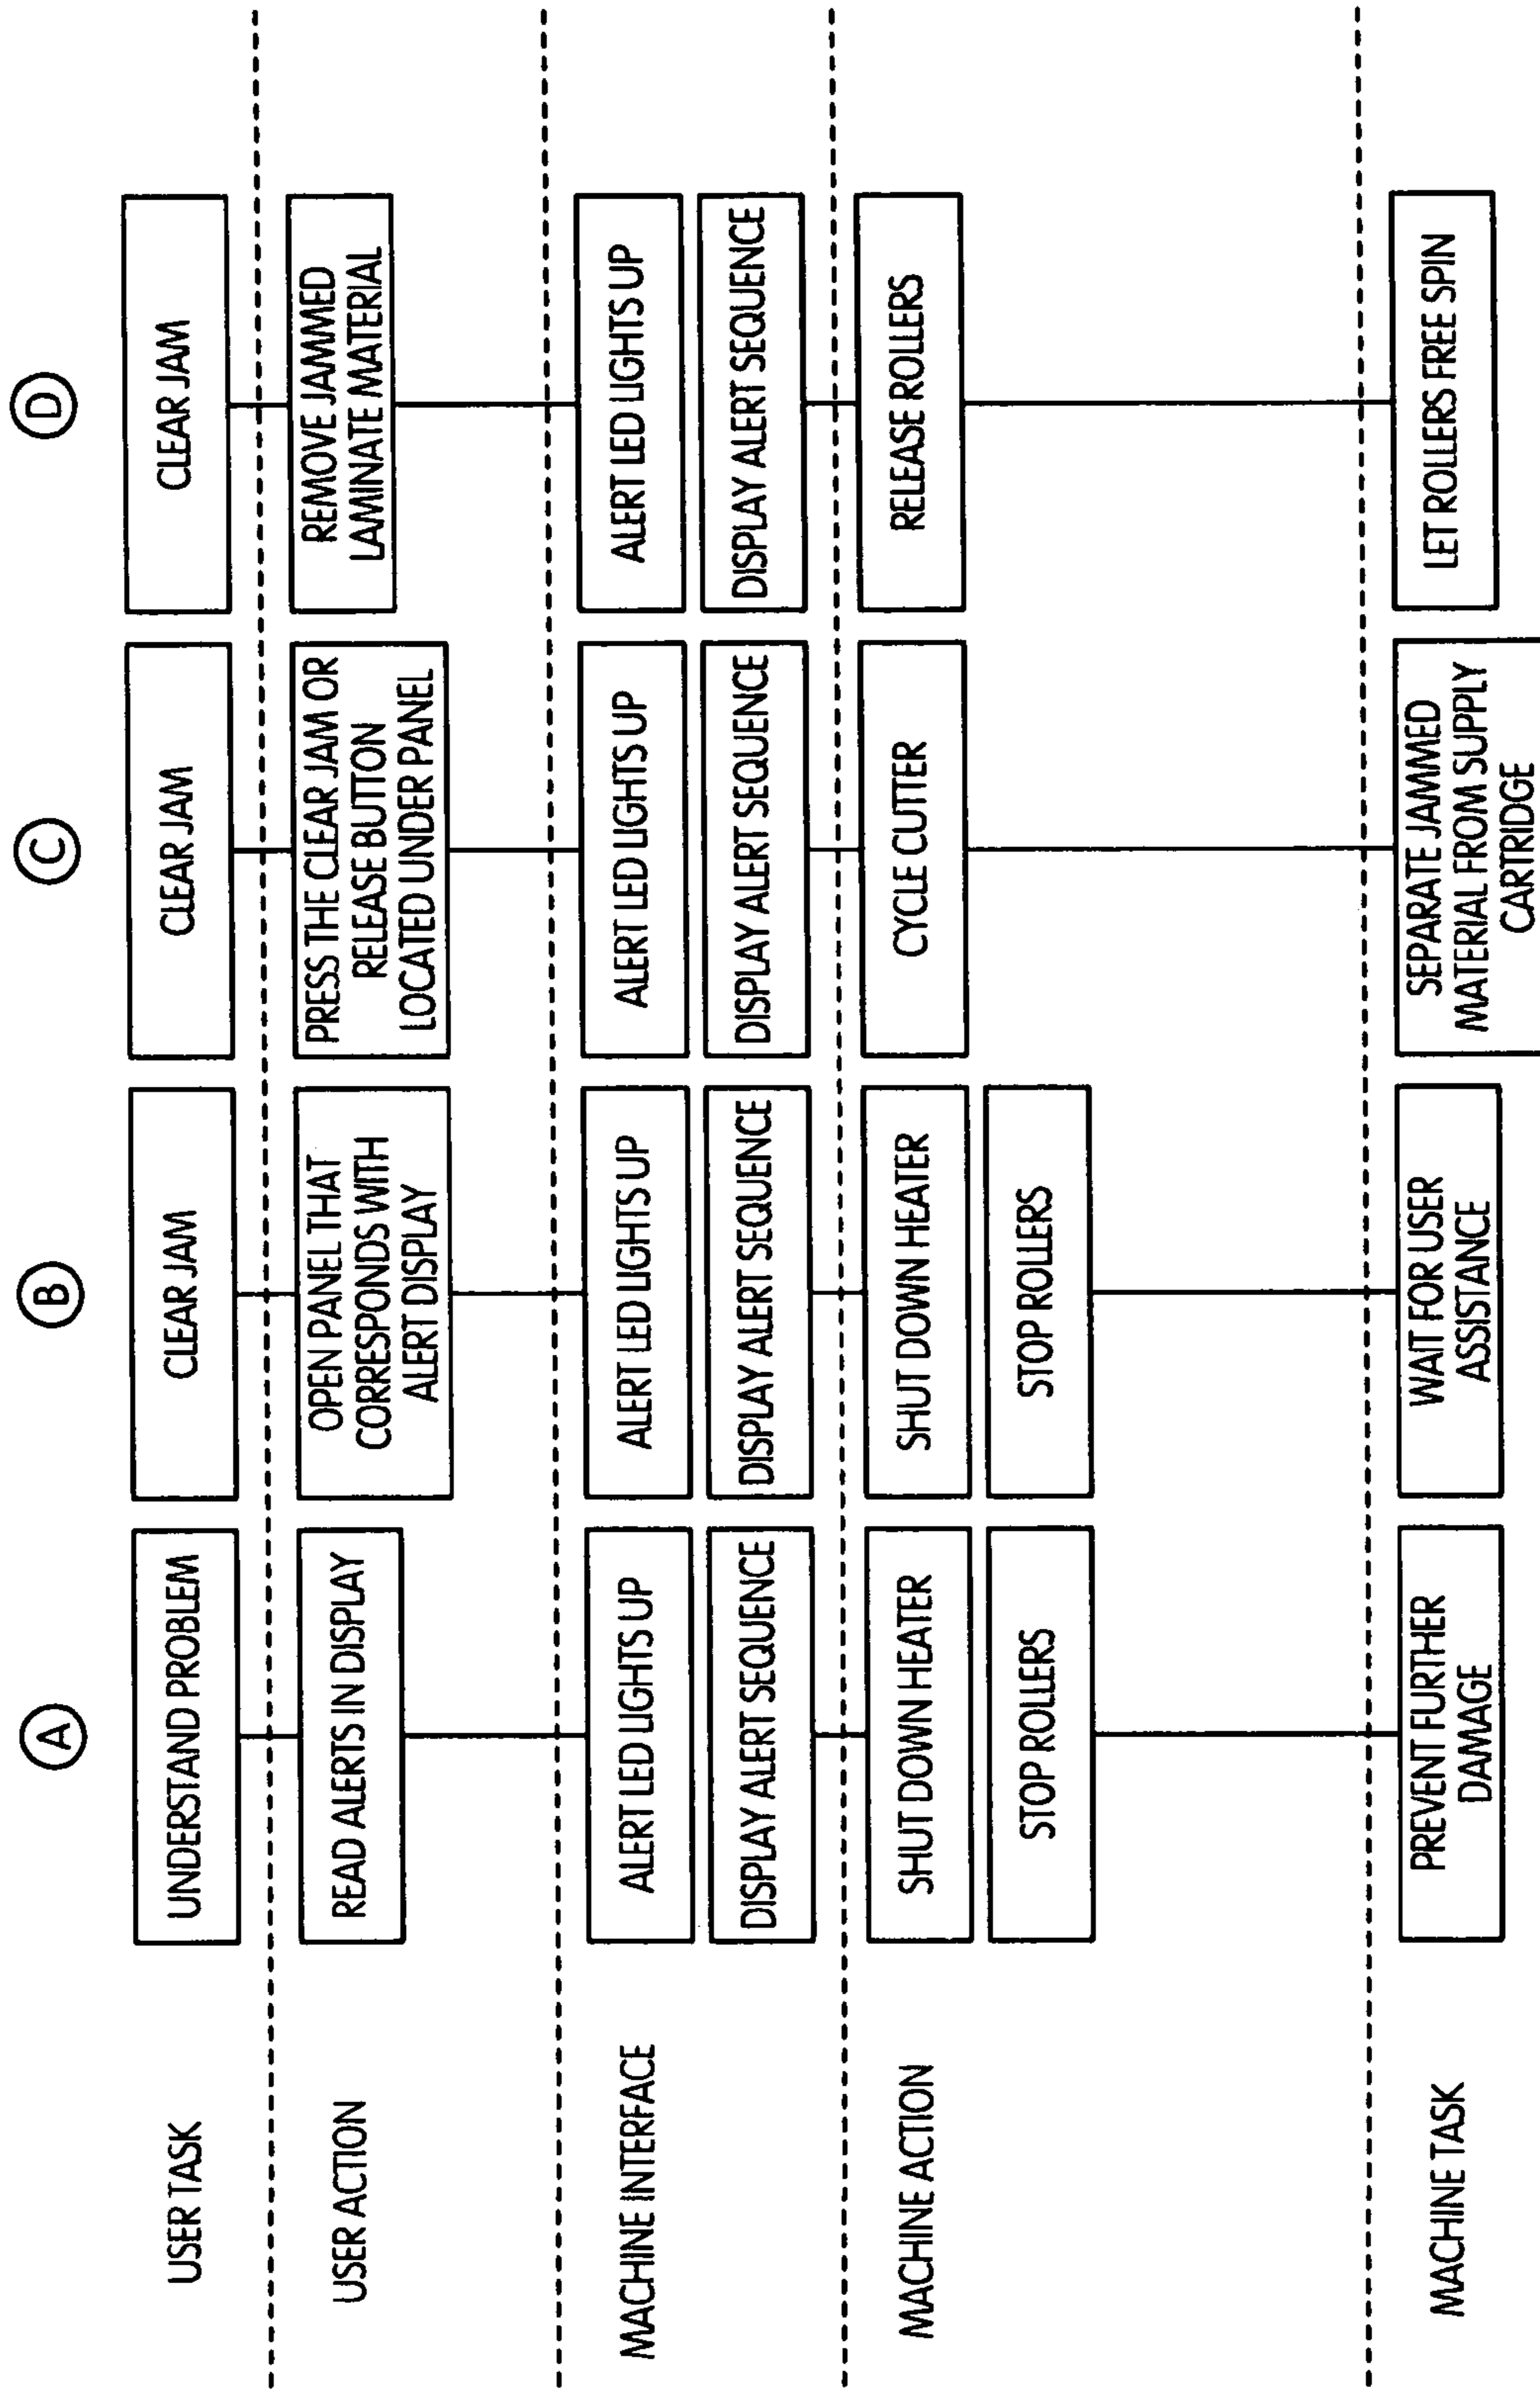 A
B
C
D
USER TASK
UNDERSTAND PROBLEM
CLEAR JAM
CLEAR JAM
CLEAR JAM
USER ACTION
READ ALERTS IN DISPLAY
OPEN PANEL THAT
CORRESPONDS WITH
ALERT DISPLAY
PRESS THE CLEAR JAM OR
RELEASE BUTTON
LOCATED UNDER PANEL
REMOVE JAMMED
LAMINATE MATERIAL
MACHINE INTERFACE
ALERT LED LIGHTS UP
ALERT LED LIGHTS UP
ALERT LED LIGHTS UP
ALERT LED LIGHTS UP
DISPLAY ALERT SEQUENCE
DISPLAY ALERT SEQUENCE
DISPLAY ALERT SEQUENCE
DISPLAY ALERT SEQUENCE
MACHINE ACTION
SHUT DOWN HEATER
SHUT DOWN HEATER
CYCLE CUTTER
RELEASE ROLLERS
STOP ROLLERS
STOP ROLLERS
MACHINE TASK
PREVENT FURTHER
DAMAGE
WAIT FOR USER
ASSISTANCE
SEPARATE JAMMED
MATERIAL FROM SUPPLY
CARTRIDGE
LET ROLLERS FREE SPIN